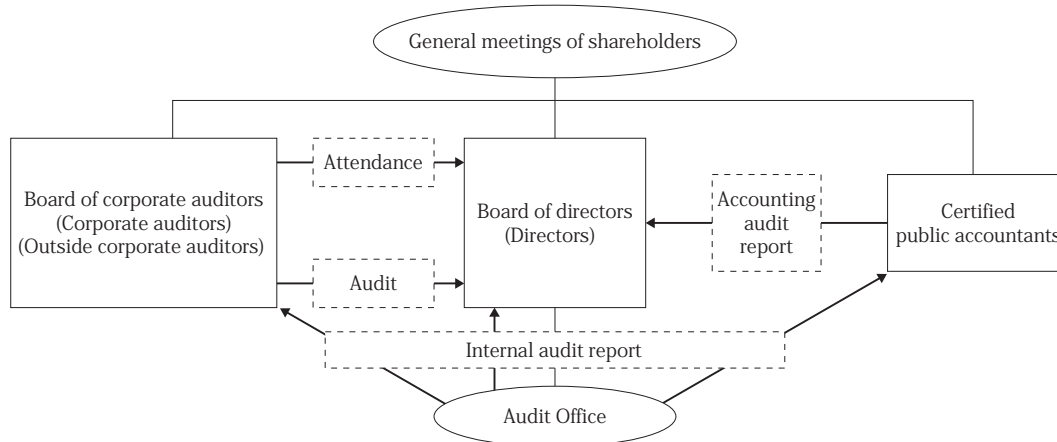 General meetings of shareholders
Board of corporate auditors
(Corporate auditors)
(Outside corporate auditors)
Attendance
Audit
Board of directors
(Directors)
Accounting
audit
report
Certified
public accountants
Internal audit report
Audit Office